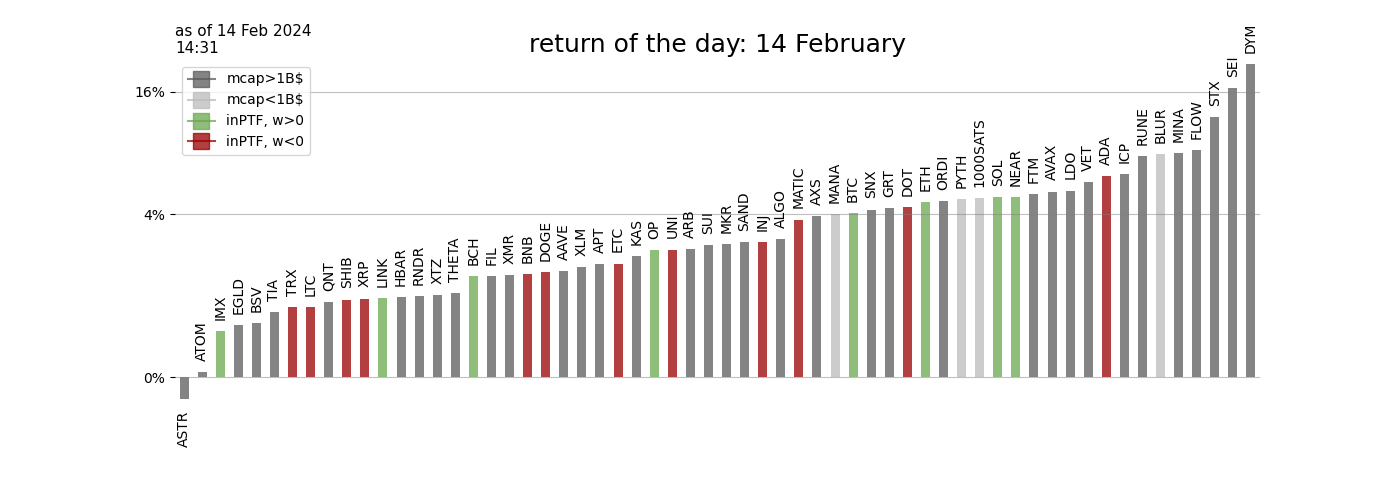 as of 14 Feb 2024
14:31
return of the day: 14 February
mcap>1B$
mcap<1B$
inPTF, w>0
inPTF, w<0
16%
4%
0%
ASTR
ATOM
IMX
EGLD
BSV
TIA
TRX
LTC
QNT
SHIB
XRP
LINK
HBAR
RNDR
XTZ
THETA
BCH
FIL
XMR
BNB
DOGE
AAVE
XLM
APT
ETC
KAS
OP
UNI
ARB
SUI
MKR
SAND
INJ
ALGO
MATIC
AXS
MANA
BTC
SNX
GRT
DOT
ETH
ORDI
PYTH
1000SATS
SOL
NEAR
FTM
AVAX
LDO
VET
ADA
ICP
RUNE
BLUR
MINA
FLOW
STX
SEI
DYM